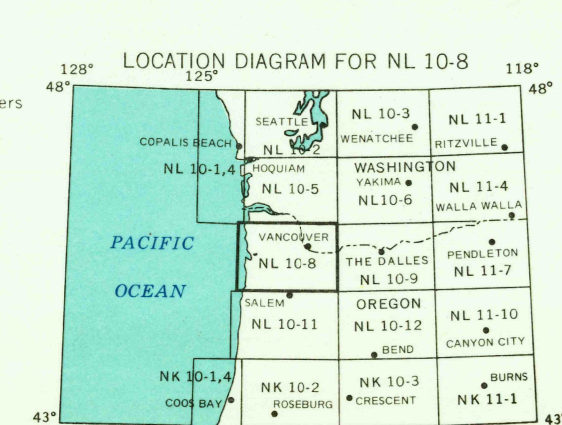 LOCATION DIAGRAM FOR NL 10-8
128°
125°
118°
48°
48°
ers
SEATTLE
NL 10-2
NL 10-3
WENATCHEE
NL 11-1
RITZVILLE
COPALIS BEACH
NL 10-1,4
HOQUIAM
NL 10-5
WASHINGTON
YAKIMA
NL10-6
NL 11-4
WALLA WALLA
PACIFIC
OCEAN
VANCOUVER
NL 10-8
THE DALLES
NL 10-9
PENDLETON
NL 11-7
SALEM
NL 10-11
OREGON
NL 10-12
BEND
NL 11-10
CANYON CITY
NK 10-1,4
COOS BAY
NK 10-2
ROSEBURG
NK 10-3
CRESCENT
BURNS
NK 11-1
43°
43°